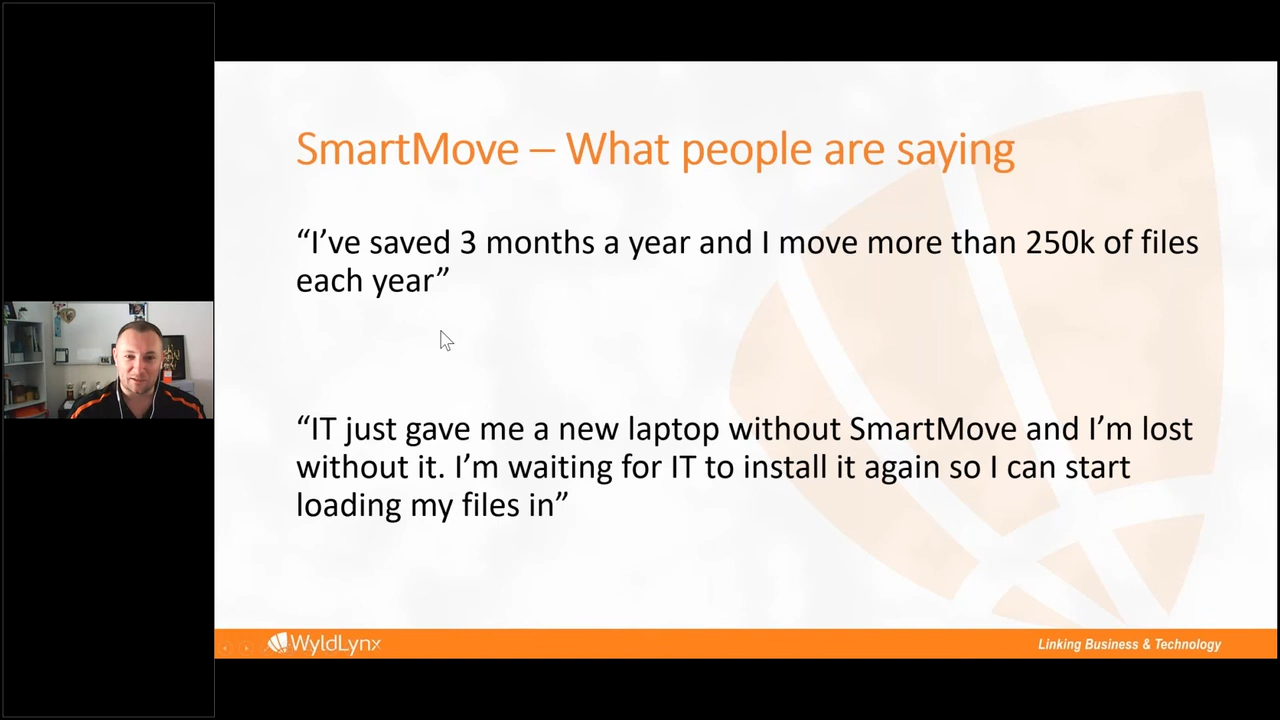 SmartMove – What people are saying
“I’ve saved 3 months a year and I move more than 250k of files
each year”
“IT just gave me a new laptop without SmartMove and I’m lost
without it. I’m waiting for IT to install it again so I can start
loading my files in”
WyldLynx
Linking Business & Technology